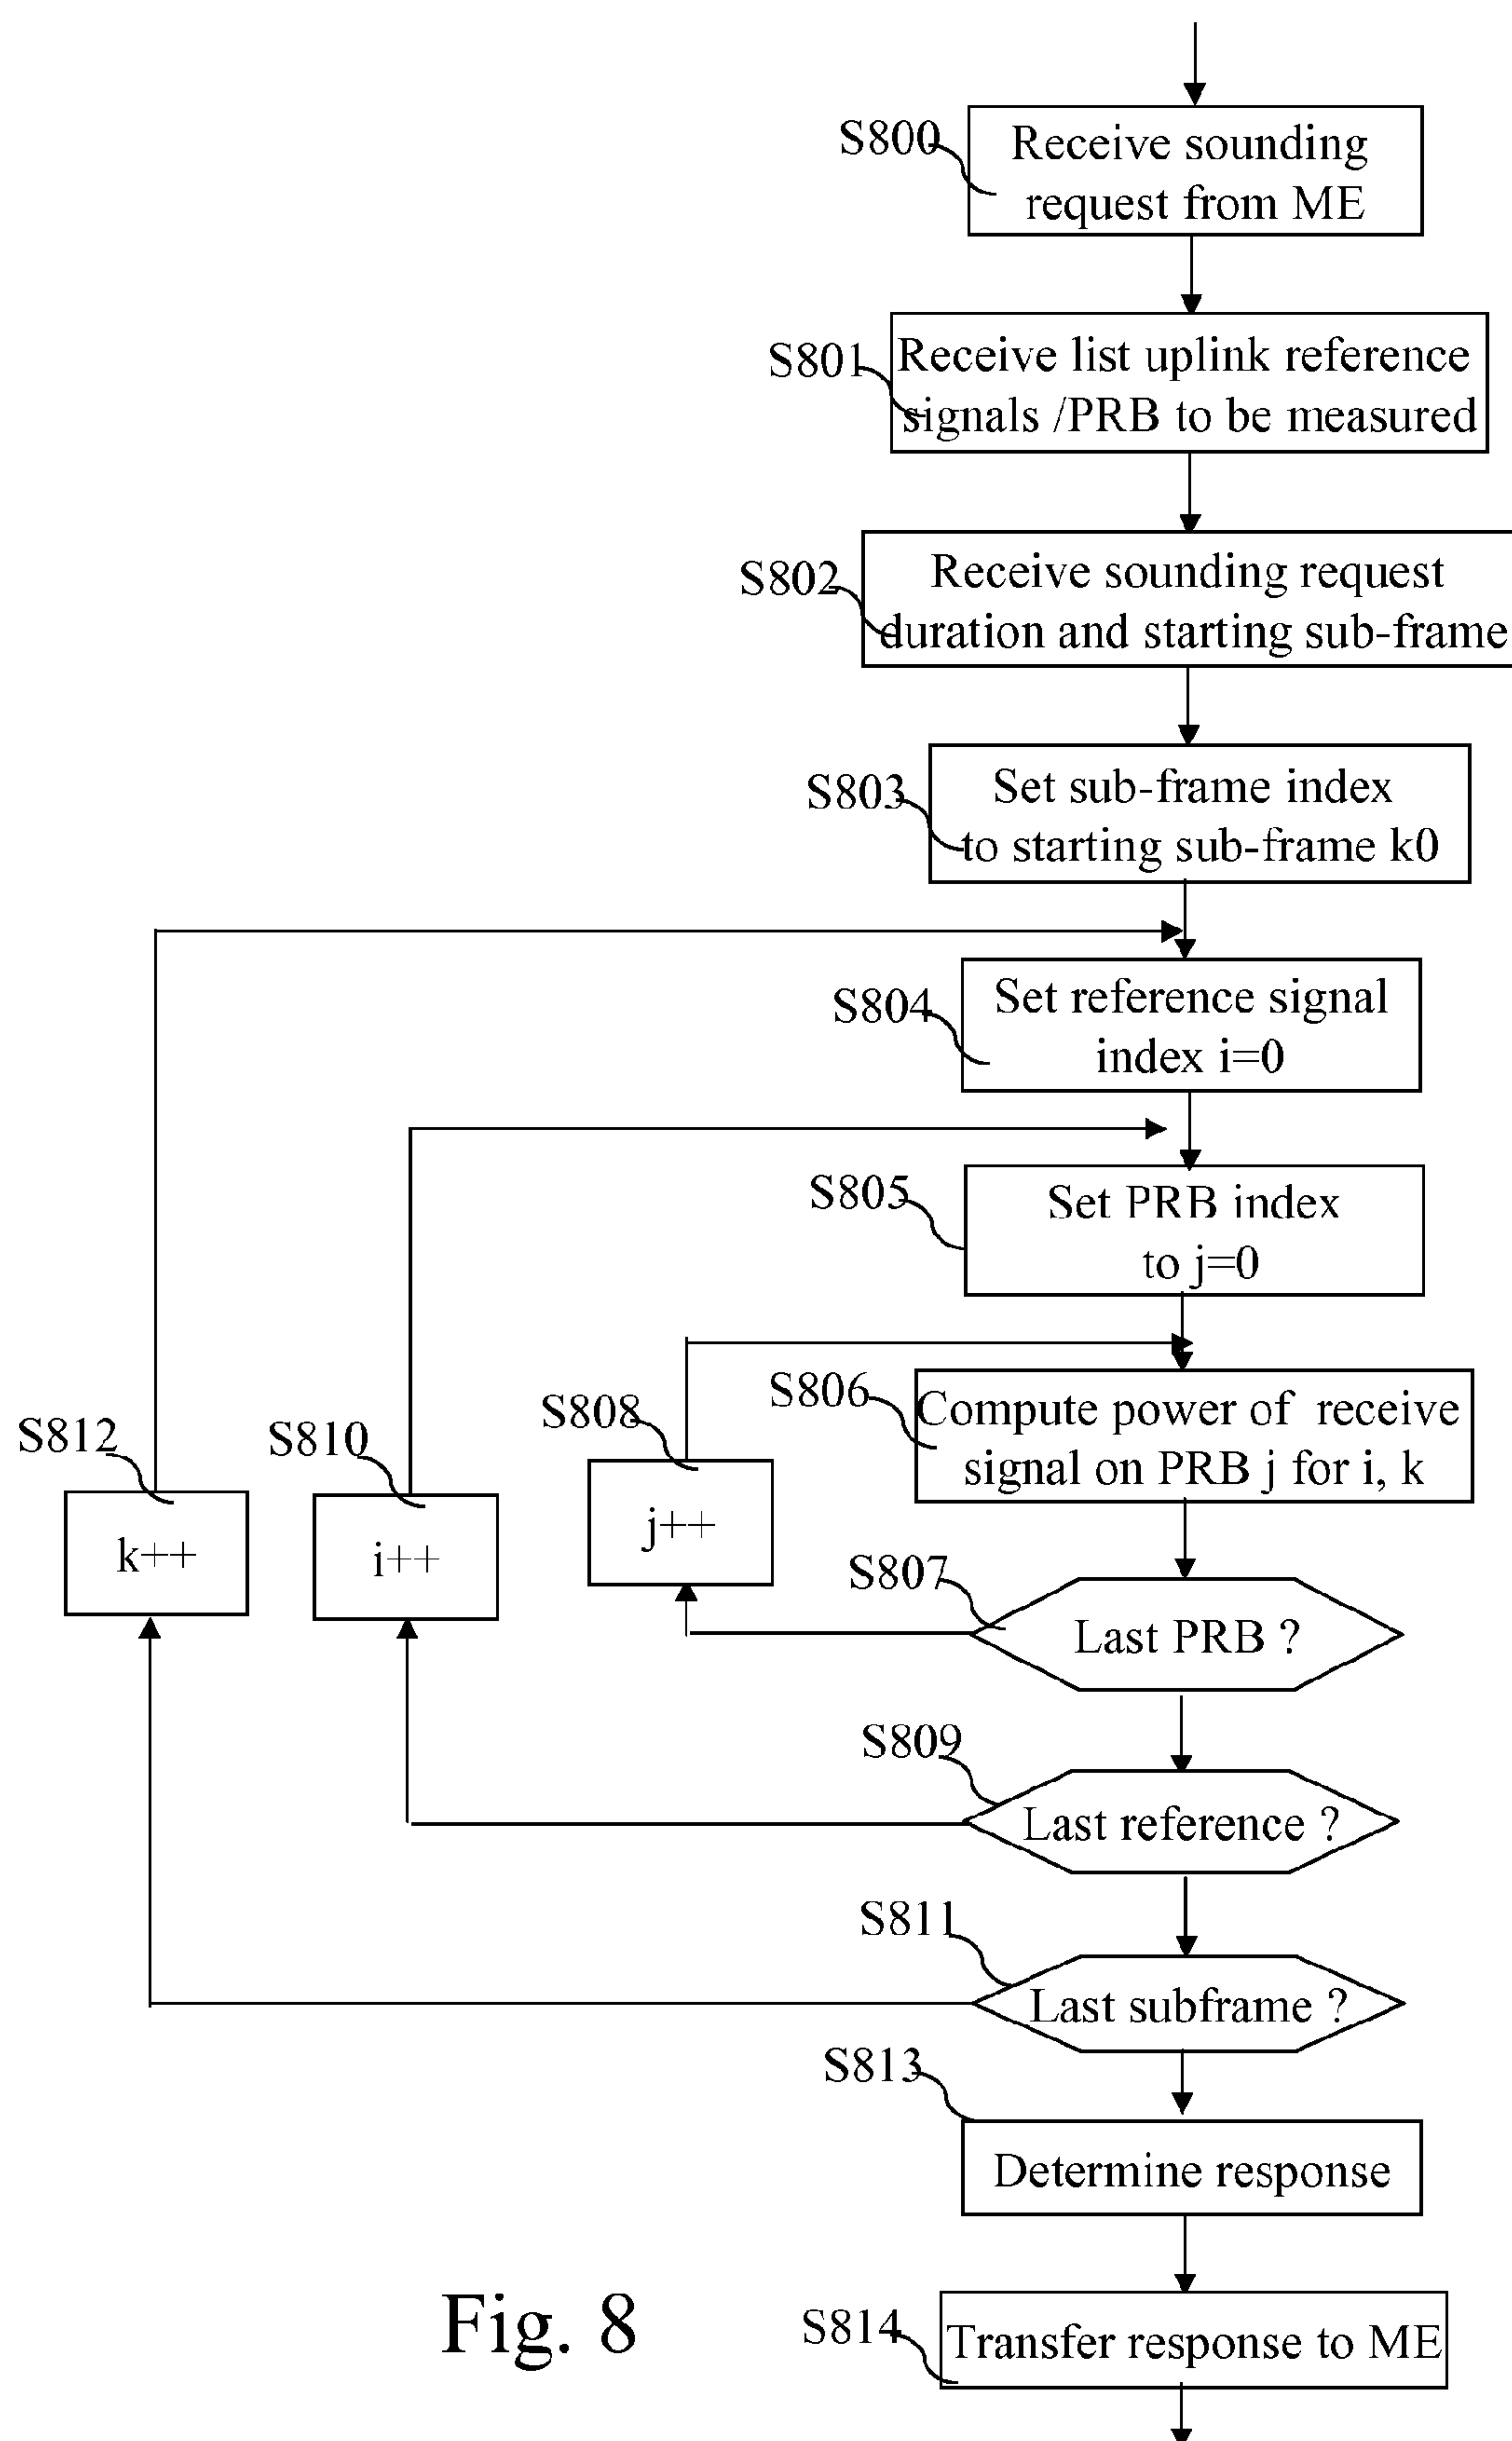 S800
Receive sounding
request from ME
S801
Receive list uplink reference
signals /PRB to be measured
S802
Receive sounding request
duration and starting sub-frame
S803
Set sub-frame index
to starting sub-frame k0
S804
Set reference signal
index i=0
S805
Set PRB index
to j=0
S806
Compute power of receive
signal on PRB j for i, k
S812
k++
S810
i++
S808
j++
S807
Last PRB ?
S809
Last reference ?
S811
Last subframe ?
S813
Determine response
S814
Transfer response to ME
Fig. 8